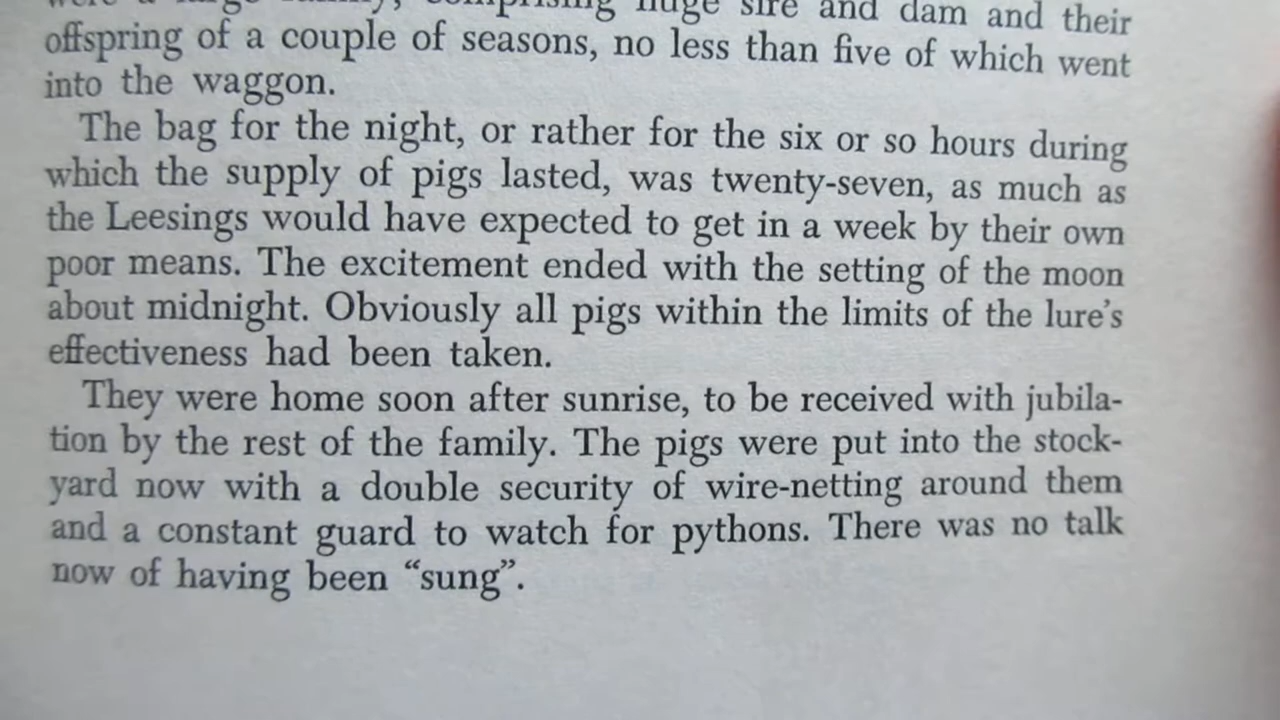 were a large family, comprising huge sire and dam and their
offspring of a couple of seasons, no less than five of which went
into the waggon.
The bag for the night, or rather for the six or so hours during
which the supply of pigs lasted, was twenty-seven, as much as
the Leesings would have expected to get in a week by their own
poor means. The excitement ended with the setting of the moon
about midnight. Obviously all pigs within the limits of the lure's
effectiveness had been taken.
They were home soon after sunrise, to be received with jubila-
tion by the rest of the family. The pigs were put into the stock-
yard now with a double security of wire-netting around them
and a constant guard to watch for pythons. There was no talk
now of having been “sung”.